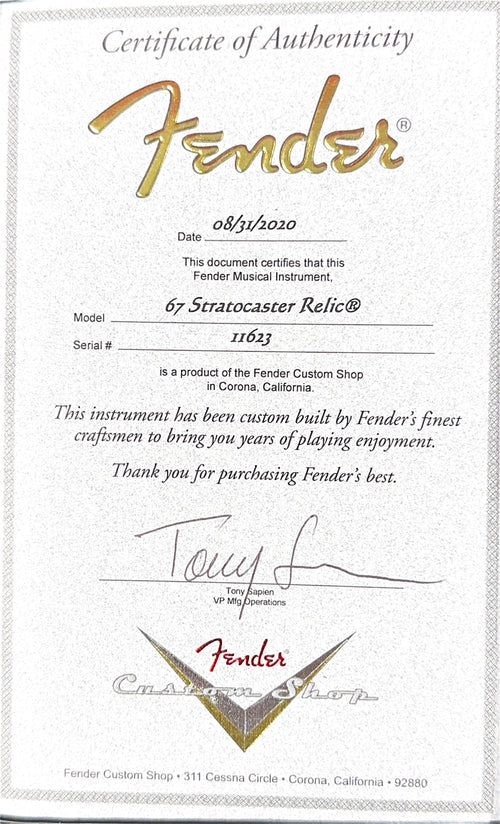 Certificate of Authenticity
Fender®
Date 08/31/2020
This document certifies that this
Fender Musical Instrument,
Model 67 Stratocaster Relic®
Serial # 11623
is a product of the Fender Custom Shop
in Corona, California.
This instrument has been custom built by Fender's finest
craftsmen to bring you years of playing enjoyment.
Thank you for purchasing Fender's best.
Tony S
Tony Sapien
VP Mfg Operations
Fender
Custom Shop
Fender Custom Shop • 311 Cessna Circle • Corona, California • 92880